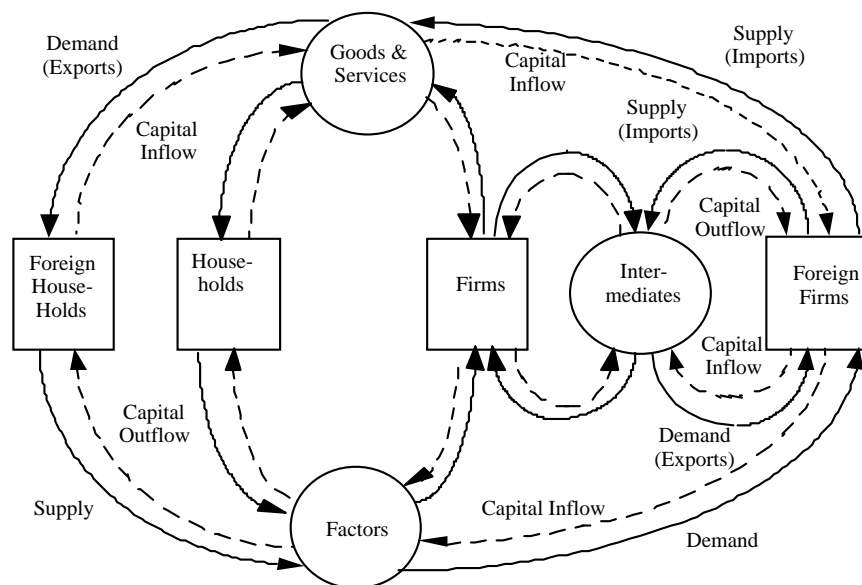 Demand
(Exports)
Goods &
Services
Capital
Inflow
Supply
(Imports)
Capital
Inflow
Supply
(Imports)
Capital
Outflow
Foreign
House-
Holds
House-
holds
Firms
Inter-
mediates
Foreign
Firms
Capital
Inflow
Capital
Outflow
Demand
(Exports)
Supply
Factors
Capital Inflow
Demand